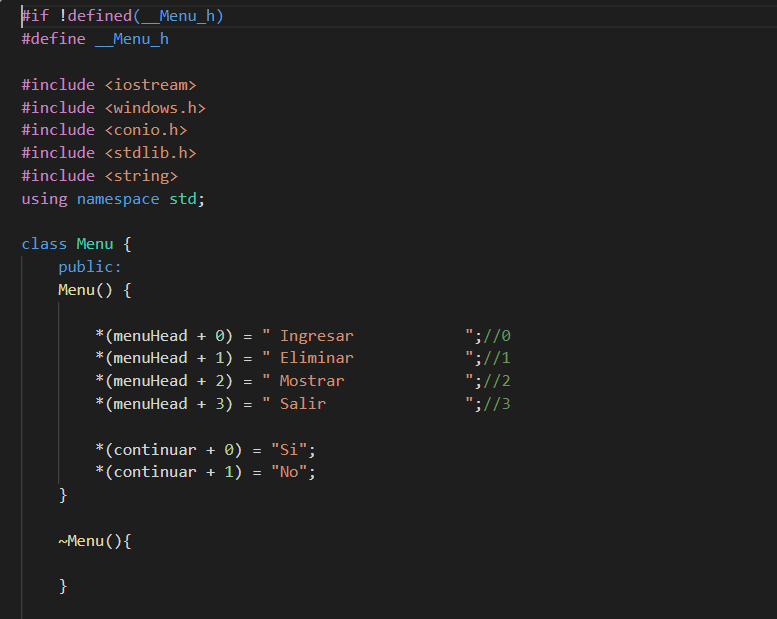 #if !defined(__Menu_h)
#define __Menu_h
#include <iostream>
#include <windows.h>
#include <conio.h>
#include <stdlib.h>
#include <string>
using namespace std;
class Menu {
    public:
    Menu() {
        *(menuHead + 0) = " Ingresar            ";//0
        *(menuHead + 1) = " Eliminar            ";//1
        *(menuHead + 2) = " Mostrar             ";//2
        *(menuHead + 3) = " Salir               ";//3
        *(continuar + 0) = "Si";
        *(continuar + 1) = "No";
    }
    ~Menu(){
    }